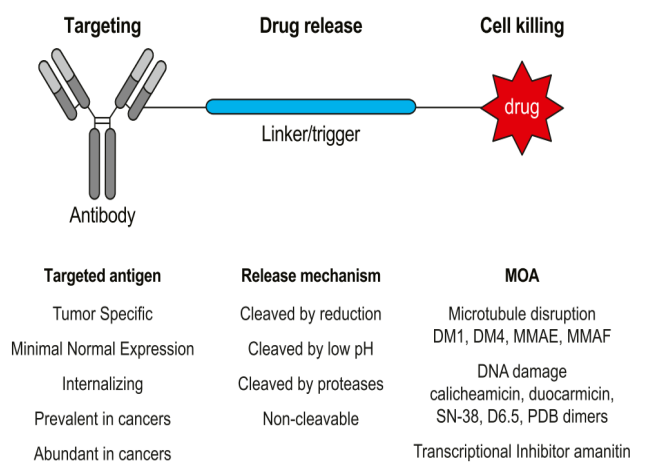 Targeting
Drug release
Cell killing
drug
Linker/trigger
Antibody
Targeted antigen
Tumor Specific
Minimal Normal Expression
Internalizing
Prevalent in cancers
Abundant in cancers
Release mechanism
Cleaved by reduction
Cleaved by low pH
Cleaved by proteases
Non-cleavable
MOA
Microtubule disruption
DM1, DM4, MMAE, MMAF
DNA damage
calicheamicin, duocarmicin,
SN-38, D6.5, PDB dimers
Transcriptional Inhibitor amanitin